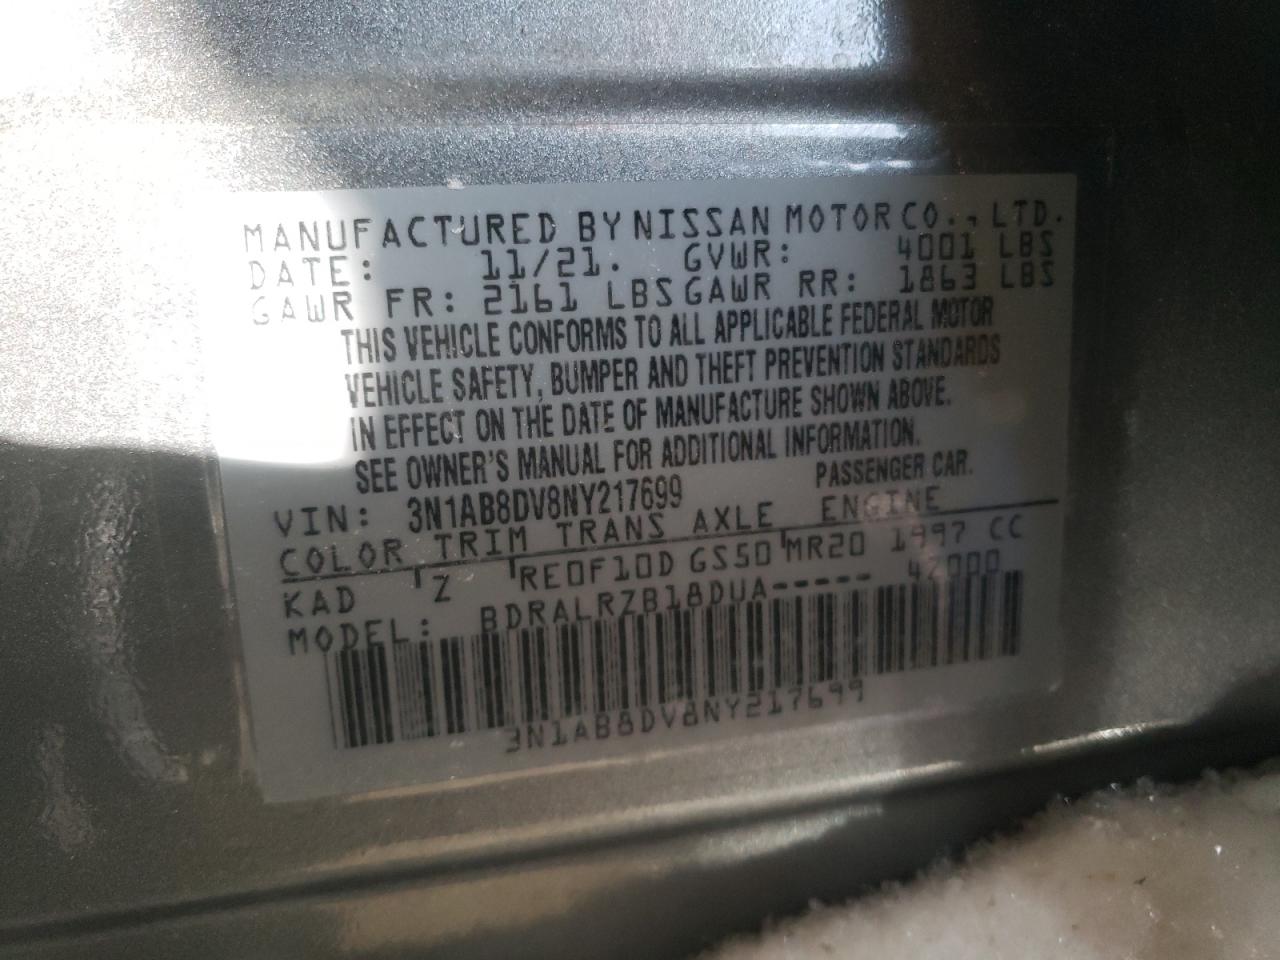 MANUFACTURED BY NISSAN MOTOR CO., LTD.
DATE: 11/21. GVWR: 4001 LBS
GAWR FR: 2161 LBS GAWR RR: 1863 LBS
THIS VEHICLE CONFORMS TO ALL APPLICABLE FEDERAL MOTOR
VEHICLE SAFETY, BUMPER AND THEFT PREVENTION STANDARDS
IN EFFECT ON THE DATE OF MANUFACTURE SHOWN ABOVE.
SEE OWNER'S MANUAL FOR ADDITIONAL INFORMATION.
VIN: 3N1AB8DV8NY217699 PASSENGER CAR.
COLOR TRIM TRANS AXLE ENGINE
KAD Z RE0F10D GS50 MR20 1997 CC
MODEL: BDRALRZB18DUA----- 42000
3N1AB8DV8NY217699